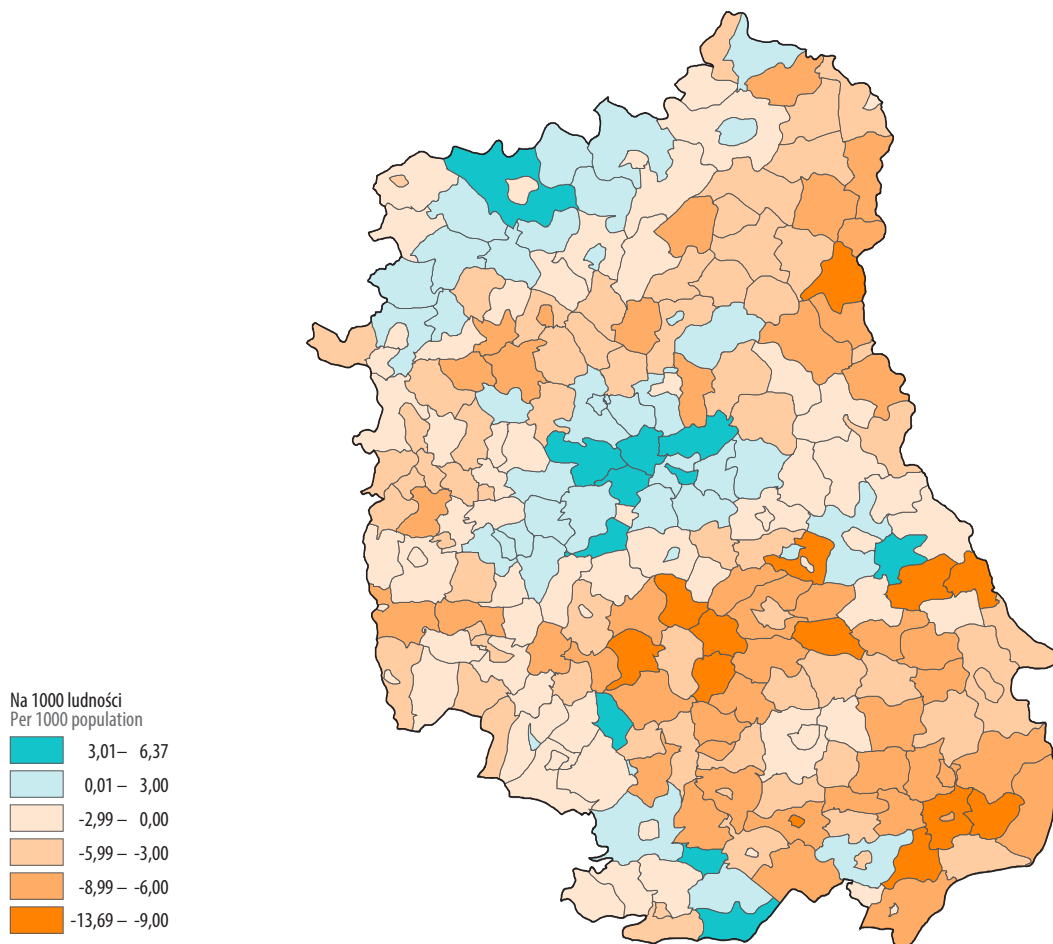 Na 1000 ludności
Per 1000 population
3,01 – 6,37
0,01 – 3,00
-2,99 – 0,00
-5,99 – -3,00
-8,99 – -6,00
-13,69 – -9,00